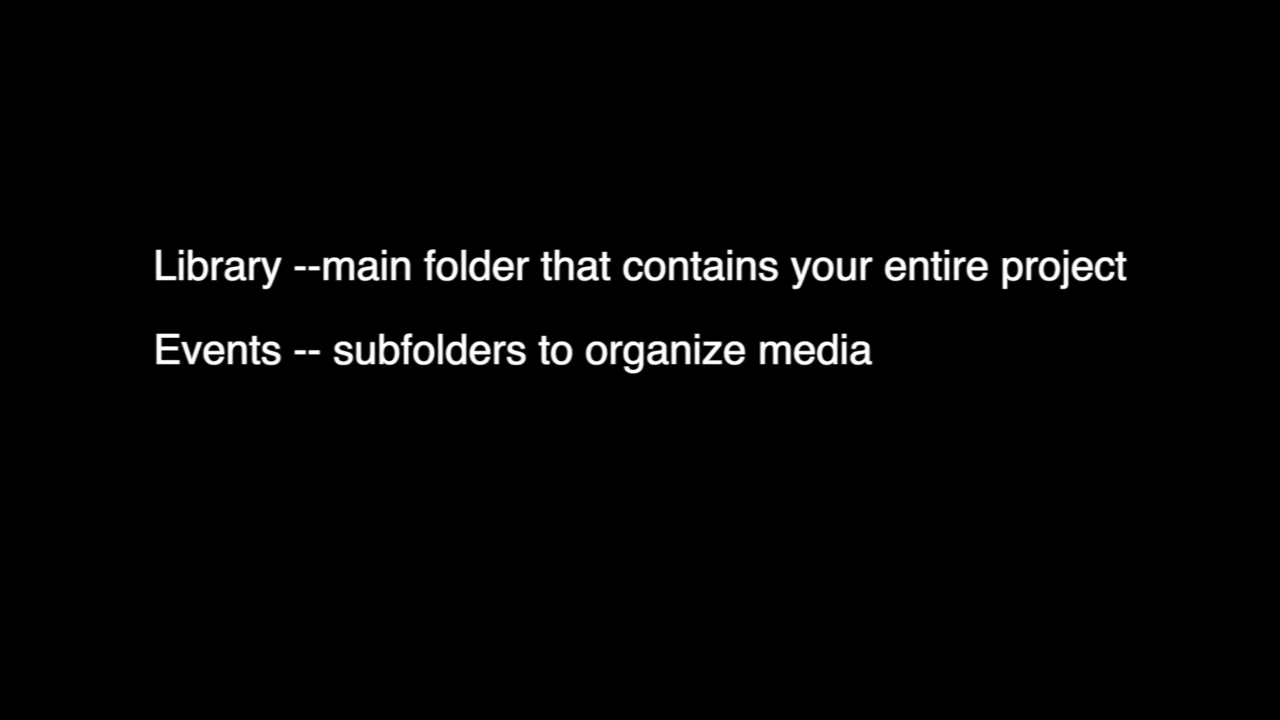 Library --main folder that contains your entire project
Events -- subfolders to organize media